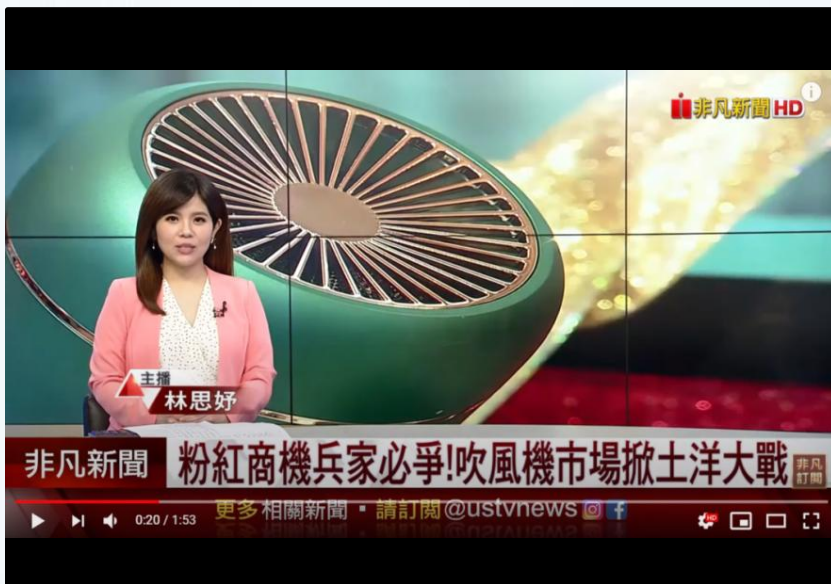 非凡新聞HD
主播
林思妤
非凡新聞
粉紅商機兵家必爭!吹風機市場掀土洋大戰
非凡
訂閱
0:20 / 1:53
更多相關新聞・請訂閱@ustvnews
HD